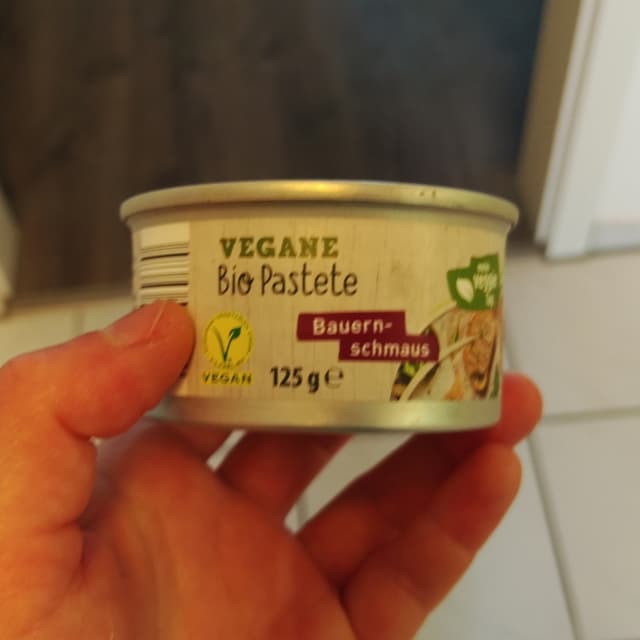 VEGANE
Bio Pastete
Bauern-
schmaus
VEGAN
125 g e